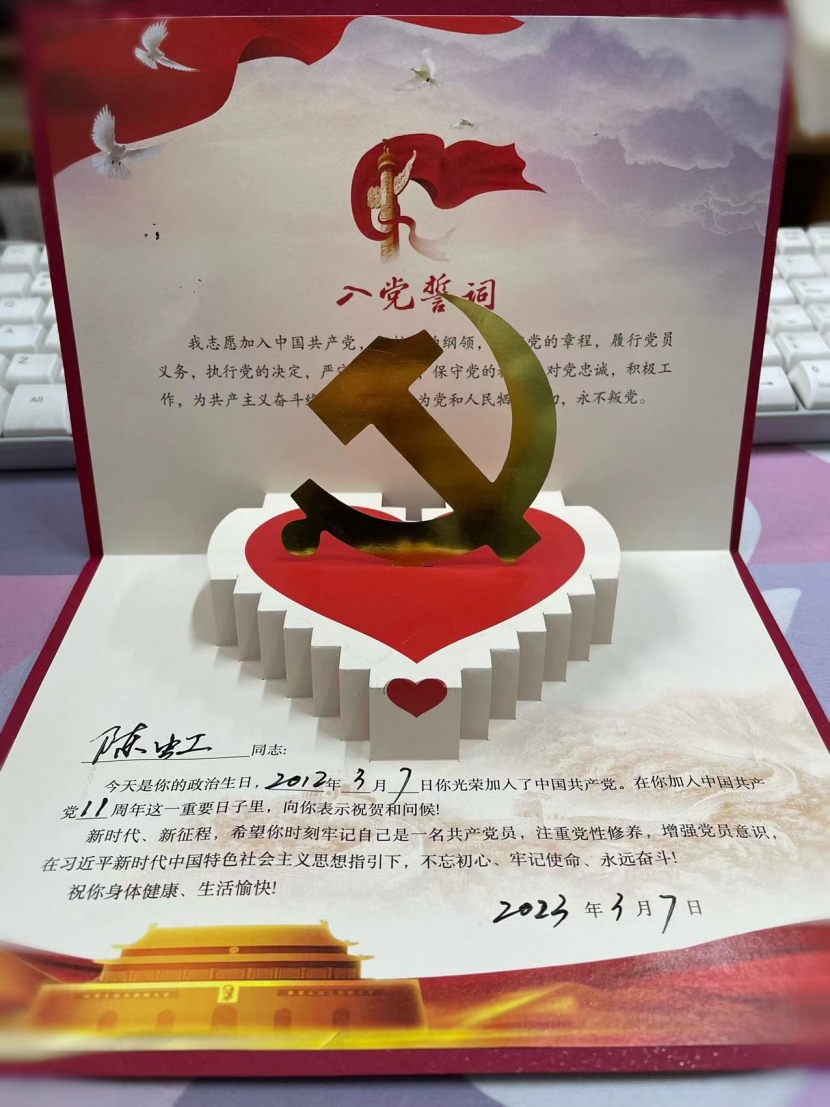 入党誓词
我志愿加入中国共产党，纲领，党的章程，履行党员
义务，执行党的决定，严保守党的对党忠诚，积极工
作，为共产主义奋斗为党和人民牺永不叛党。
陈虹同志:
今天是你的政治生日，2012年3月7日你光荣加入了中国共产党。在你加入中国共产
党11周年这一重要日子里，向你表示祝贺和问候!
新时代、新征程，希望你时刻牢记自己是一名共产党员，注重党性修养，增强党员意识，
在习近平新时代中国特色社会主义思想指引下，不忘初心、牢记使命、永远奋斗!
祝你身体健康、生活愉快!
2023年3月7日